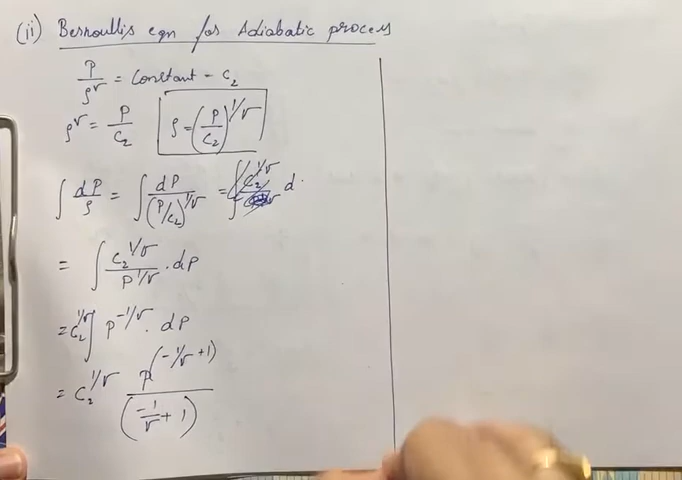 (ii) Bernoullis eqn for Adiabatic process
P/ρ^γ = Constant - C₂
ρ^γ = P/C₂ ρ = (P/C₂)^1/γ
∫ dP/ρ = ∫ dP/(P/C₂)^1/γ = d.
= ∫ C₂^1/γ / P^1/γ . dP
= C₂^1/γ ∫ P^-1/γ . dP
= C₂^1/γ P^(-1/γ +1) / (-1/γ + 1)